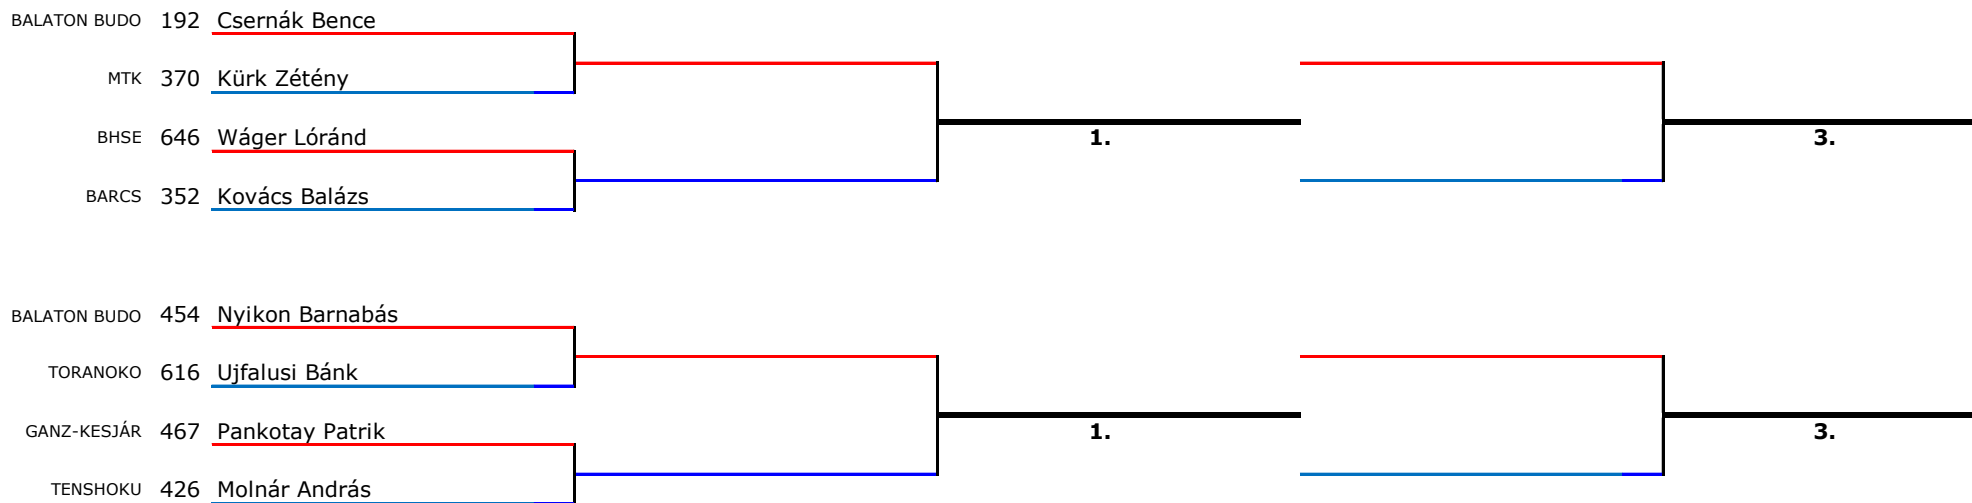 BALATON BUDO 192 Csernák Bence
MTK 370 Kürk Zétény
BHSE 646 Wáger Lóránd
1. 3.
BARCS 352 Kovács Balázs
BALATON BUDO 454 Nyikon Barnabás
TORANOKO 616 Ujfalusi Bánk
GANZ-KESJÁR 467 Pankotay Patrik
1. 3.
TENSHOKU 426 Molnár András